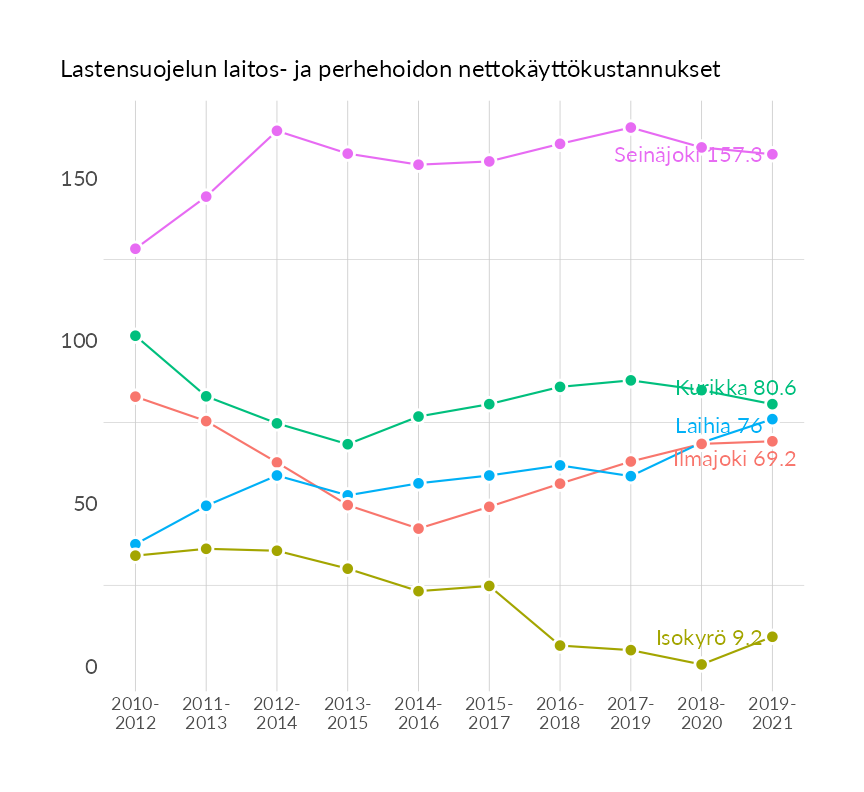 Lastensuojelun laitos- ja perhehoidon nettokäyttökustannukset
Seinäjoki 157.3
150
100
Kurikka 80.6
Laihia 76
Ilmajoki 69.2
50
Isokyrö 9.2
0
2010- 2011- 2012- 2013- 2014- 2015- 2016- 2017- 2018- 2019-
2012 2013 2014 2015 2016 2017 2018 2019 2020 2021